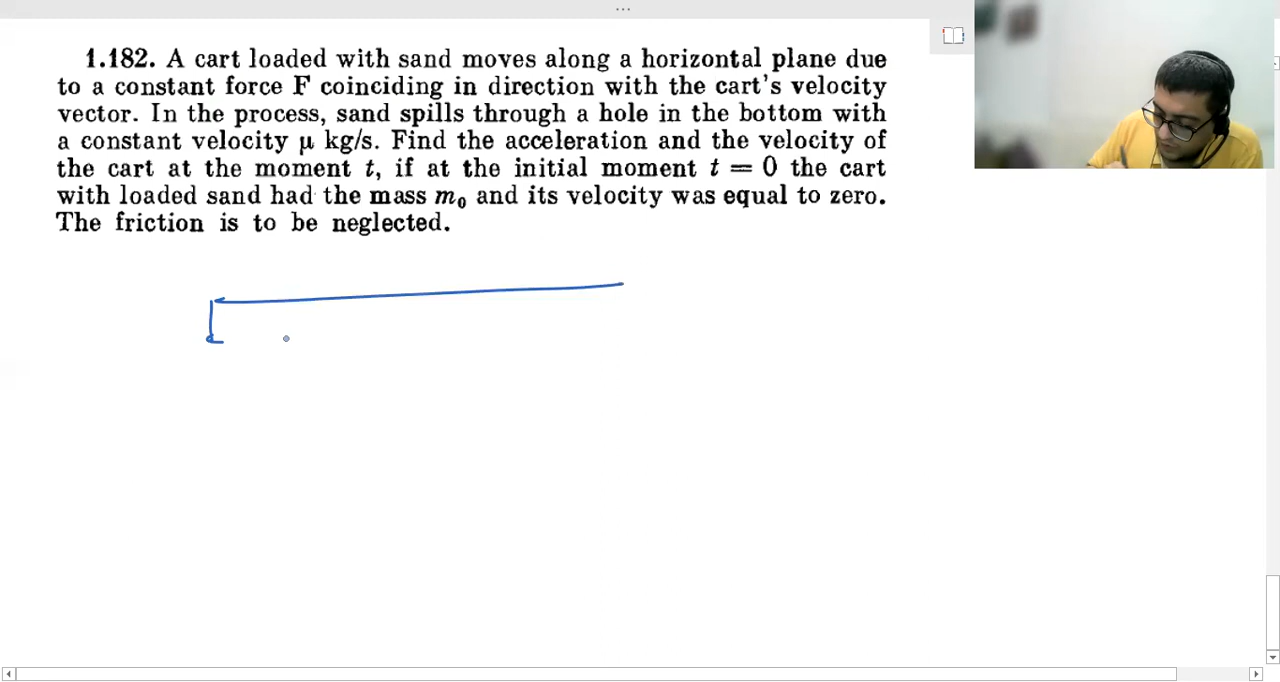 1.182. A cart loaded with sand moves along a horizontal plane due
to a constant force F coinciding in direction with the cart's velocity
vector. In the process, sand spills through a hole in the bottom with
a constant velocity μ kg/s. Find the acceleration and the velocity of
the cart at the moment t, if at the initial moment t = 0 the cart
with loaded sand had the mass m₀ and its velocity was equal to zero.
The friction is to be neglected.